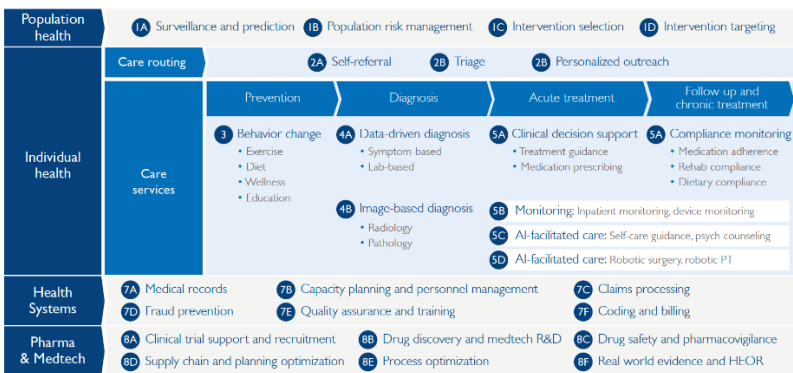 Population health
1A Surveillance and prediction 1B Population risk management 1C Intervention selection 1D Intervention targeting
Individual health
Care routing
2A Self-referral 2B Triage 2B Personalized outreach
Care services
Prevention
Diagnosis
Acute treatment
Follow-up and chronic treatment
3 Behavior change
• Exercise
• Diet
• Wellness
• Education
4A Data-driven diagnosis
• Symptom-based
• Lab-based
4B Image-based diagnosis
• Radiology
• Pathology
5A Clinical decision support
• Treatment guidance
• Medication prescribing
5A Compliance monitoring
• Medication adherence
• Rehab compliance
• Dietary compliance
5B Monitoring: Inpatient monitoring, device monitoring
5C AI-facilitated care: Self-care guidance, psych counseling
5D AI-facilitated care: Robotic surgery, robotic PT
Health Systems
7A Medical records 7B Capacity planning and personnel management 7C Claims processing
7D Fraud prevention 7E Quality assurance and training 7F Coding and billing
Pharma & Medtech
8A Clinical trial support and recruitment 8B Drug discovery and medtech R&D 8C Drug safety and pharmacovigilance
8D Supply chain and planning optimization 8E Process optimization 8F Real world evidence and HEOR